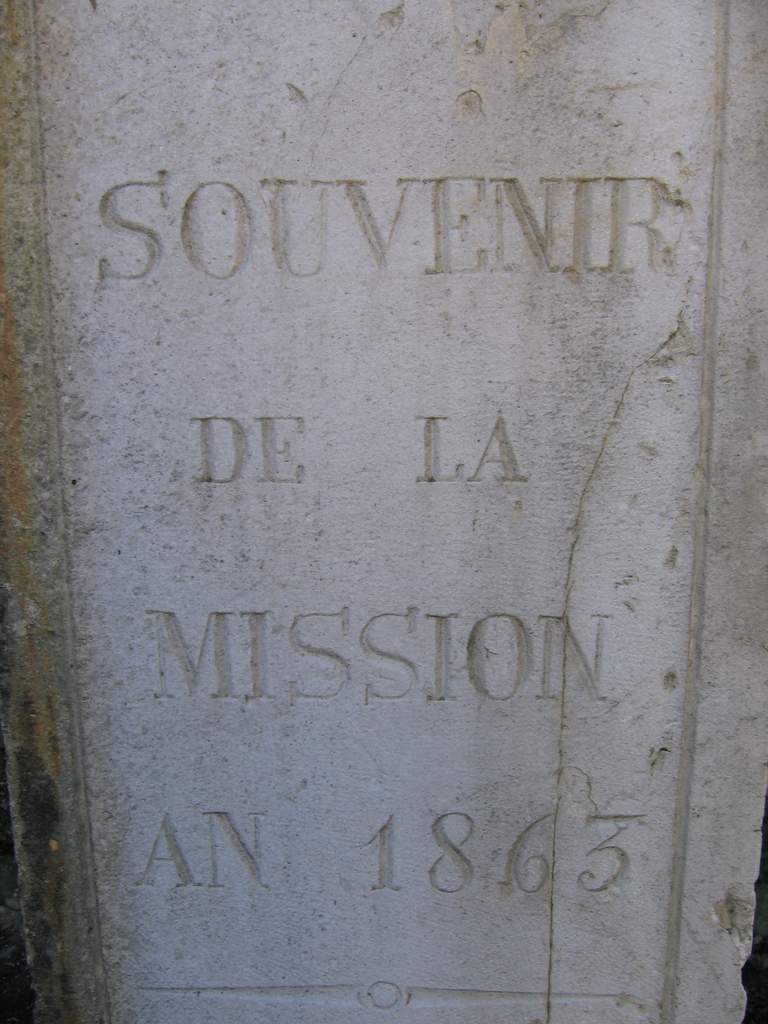 SOUVENIR
DE LA
MISSION
AN 1863